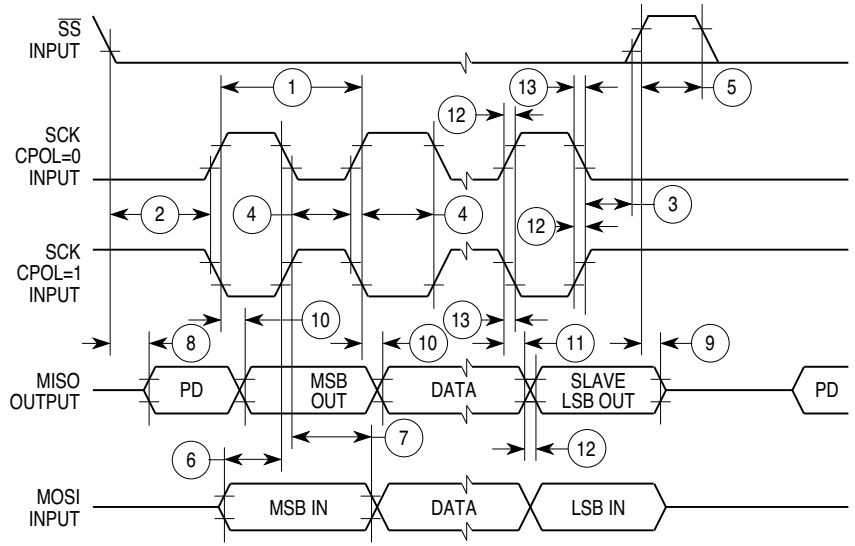 SS
INPUT
1
13
5
12
SCK
CPOL=0
INPUT
2
4
4
12
3
SCK
CPOL=1
INPUT
8
10
13
10
11
9
MISO
OUTPUT
PD
MSB
OUT
DATA
SLAVE
LSB OUT
PD
6
7
12
MOSI
INPUT
MSB IN
DATA
LSB IN